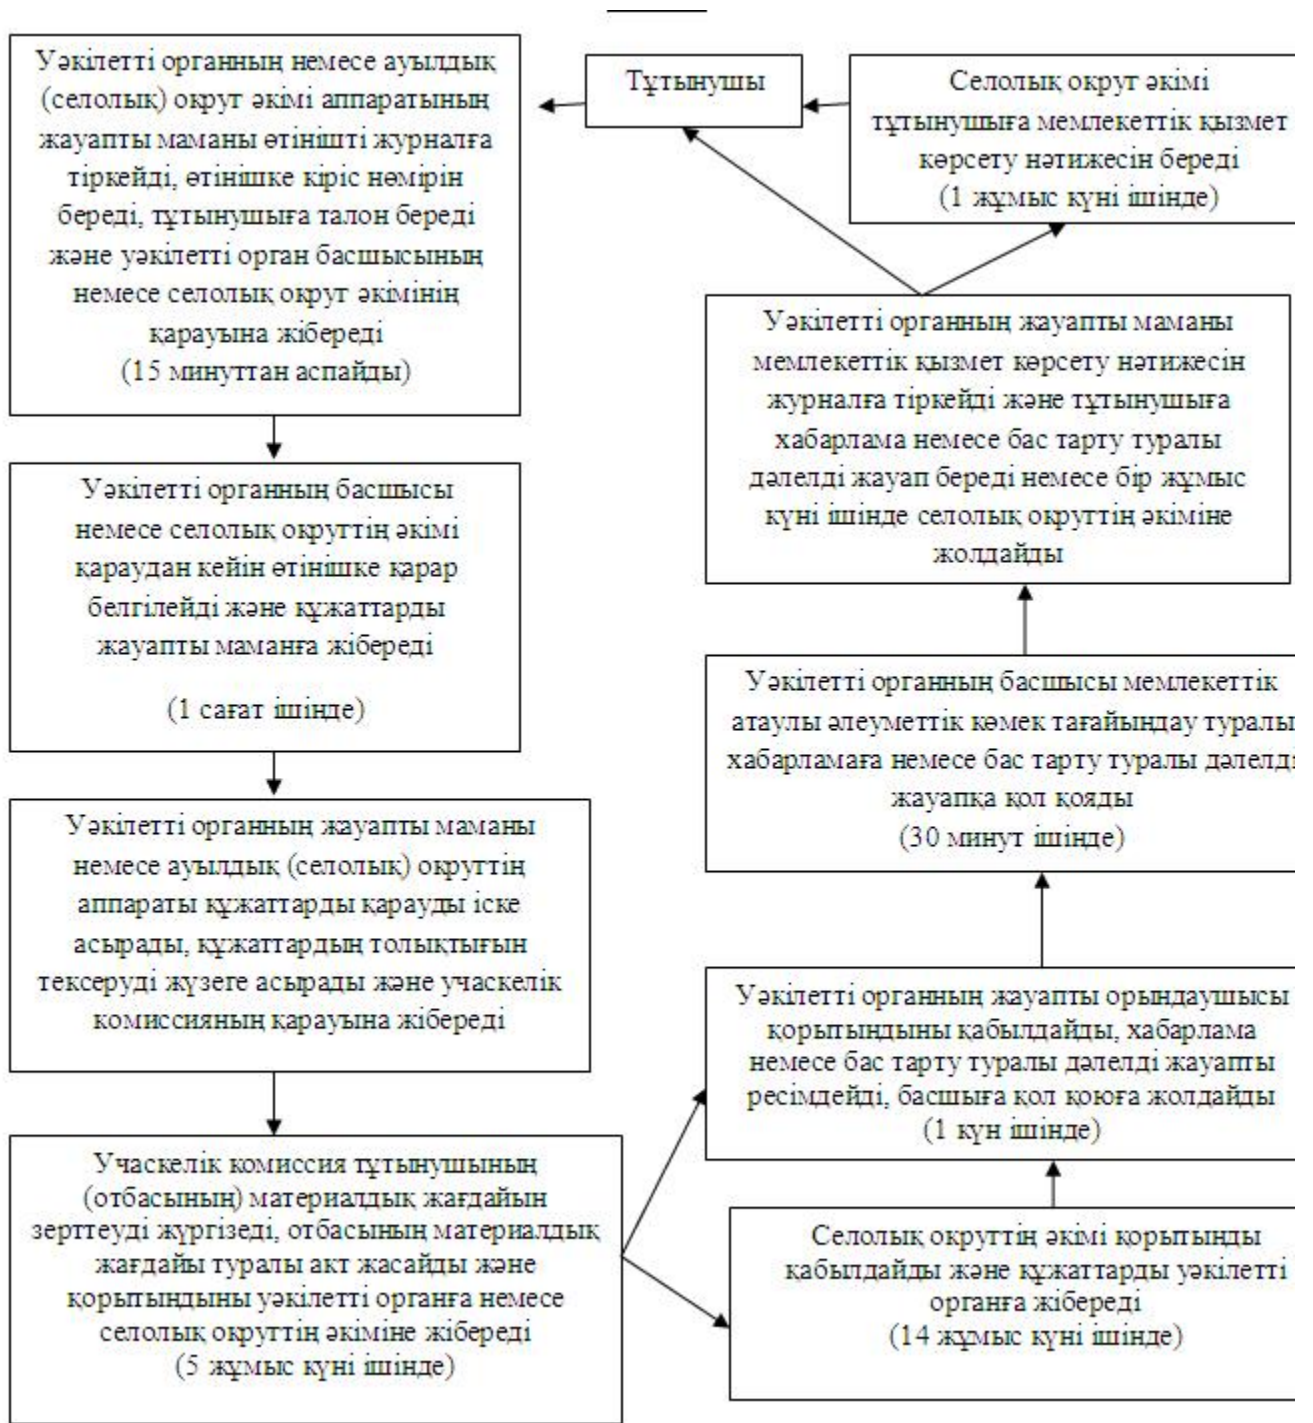 Уәкілетті органның немесе ауылдық
(селолық) округ әкімі аппаратының
жауапты маманы өтінішті журналға
тіркейді, өтінішке кіріс нөмірін
береді, тұтынушыға талон береді
және уәкілетті орган басшысының
немесе селолық округ әкімінің
қарауына жібереді
(15 минуттан аспайды)
Уәкілетті органның басшысы
немесе селолық округтің әкімі
қараудан кейін өтінішке қарар
белгілейді және құжаттарды
жауапты маманға жібереді
(1 сағат ішінде)
Уәкілетті органның жауапты маманы
немесе ауылдық (селолық) округтің
аппараты құжаттарды қарауды іске
асырады, құжаттардың толықтығын
тексеруді жүзеге асырады және учаскелік
комиссияның қарауына жібереді
Учаскелік комиссия тұтынушының
(отбасының) материалдық жағдайын
зерттеуді жүргізеді, отбасының материалдық
жағдайы туралы акт жасайды және
қорытындыны уәкілетті органға немесе
селолық округтің әкіміне жібереді
(5 жұмыс күні ішінде)
Тұтынушы
Селолық округ әкімі
тұтынушыға мемлекеттік қызмет
көрсету нәтижесін береді
(1 жұмыс күні ішінде)
Уәкілетті органның жауапты маманы
мемлекеттік қызмет көрсету нәтижесін
журналға тіркейді және тұтынушыға
хабарлама немесе бас тарту туралы
дәлелді жауап береді немесе бір жұмыс
күні ішінде селолық округтің әкіміне
жолдайды
Уәкілетті органның басшысы мемлекеттік
атаулы әлеуметтік көмек тағайындау туралы
хабарламаға немесе бас тарту туралы дәлелді
жауапқа қол қояды
(30 минут ішінде)
Уәкілетті органның жауапты орындаушысы
қорытындыны қабылдайды, хабарлама
немесе бас тарту туралы дәлелді жауапты
ресімдейді, басшыға қол қоюға жолдайды
(1 күн ішінде)
Селолық округтің әкімі қорытынды
қабылдайды және құжаттарды уәкілетті
органға жібереді
(14 жұмыс күні ішінде)